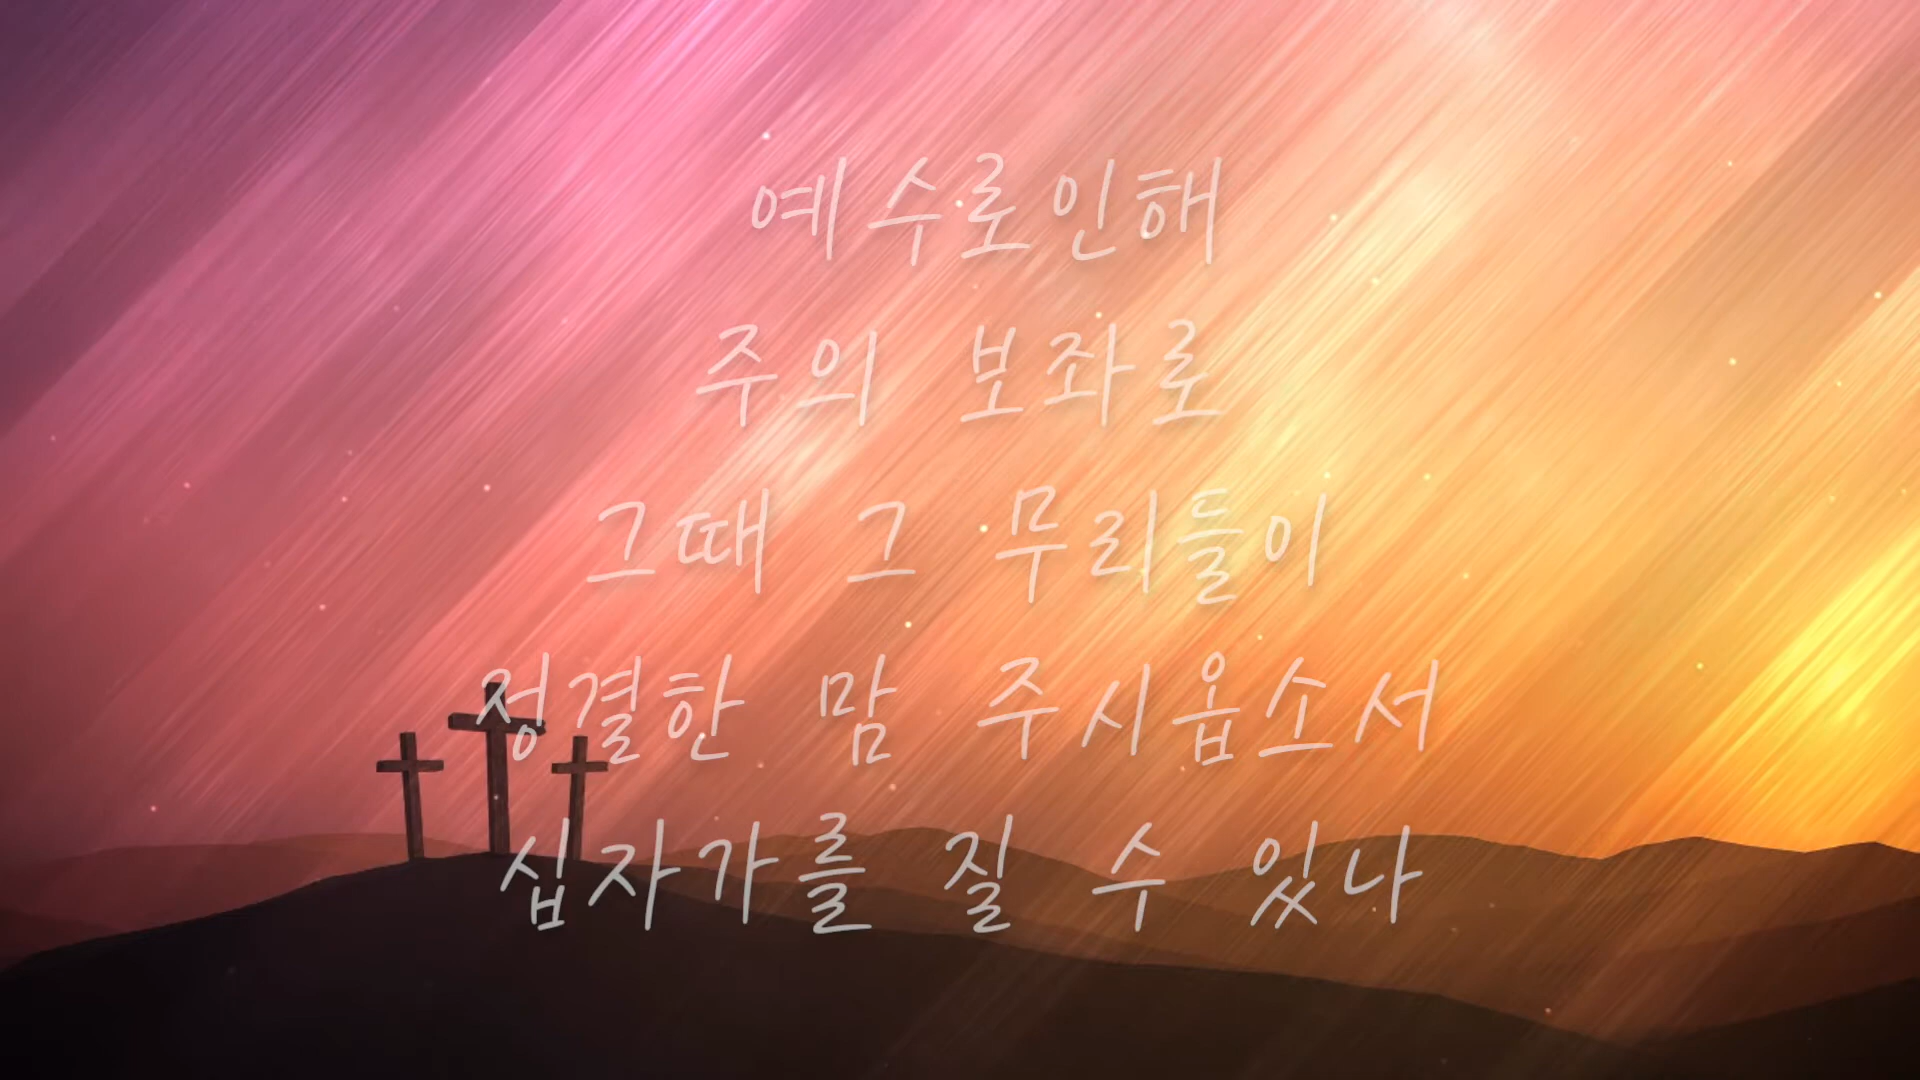 예수로인해
주의 보좌로
그때 그 무리들이
정결한 맘 주시옵소서
십자가를 질 수 있나